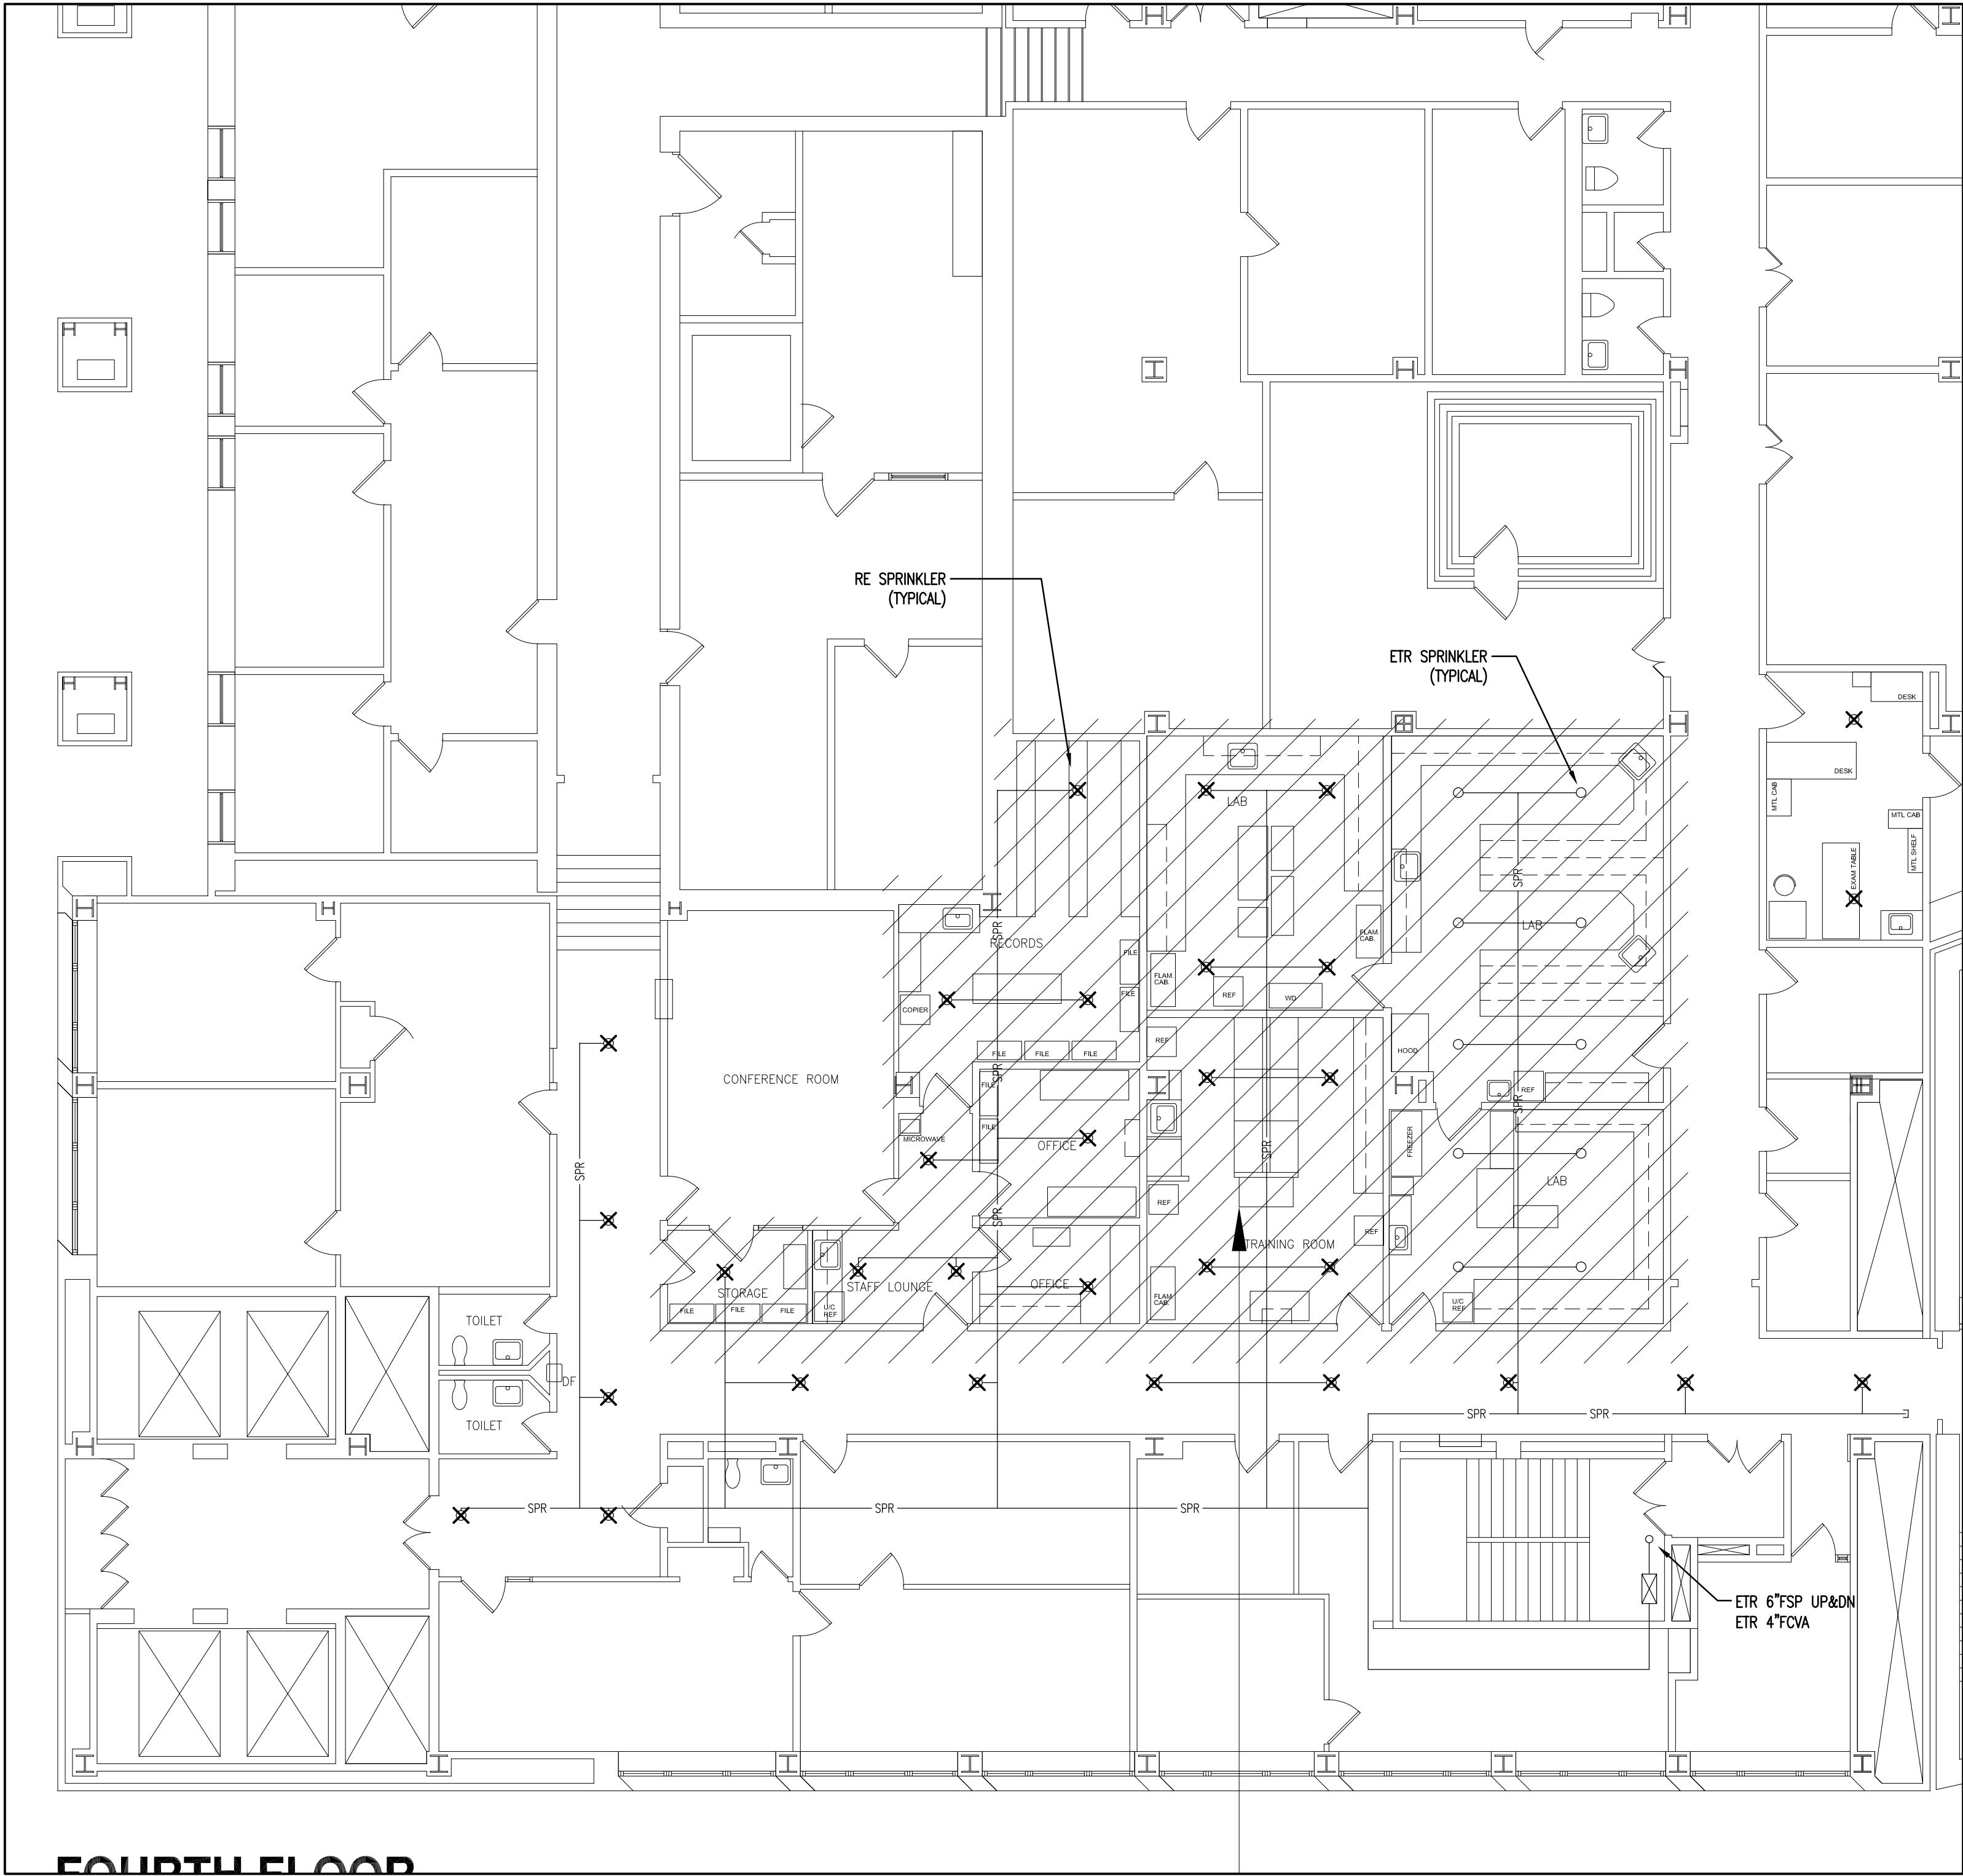 RE SPRINKLER
(TYPICAL)
ETR SPRINKLER
(TYPICAL)
DESK
DESK
MTL CAB
MTL CAB
MTL SHELF
EXAM TABLE
LAB
SPR
LAB
FLAM.
CAB.
SPR
RECORDS
FILE
FLAM.
CAB.
FILE
REF
WD
COPIER
REF
HOOD
FILE
FILE
FILE
SPR
FILE
CONFERENCE ROOM
REF
SPR
FILE
MICROWAVE
OFFICE
SPR
FREEZER
SPR
LAB
REF
SPR
REF
TRAINING ROOM
STORAGE
STAFF LOUNGE
OFFICE
FILE
FILE
FILE
U/C
REF
FLAM.
CAB.
U/C
REF
TOILET
DF
TOILET
SPR
SPR
SPR
SPR
SPR
ETR 6"FSP UP&DN
ETR 4"FCVA
FOURTH FLOOR